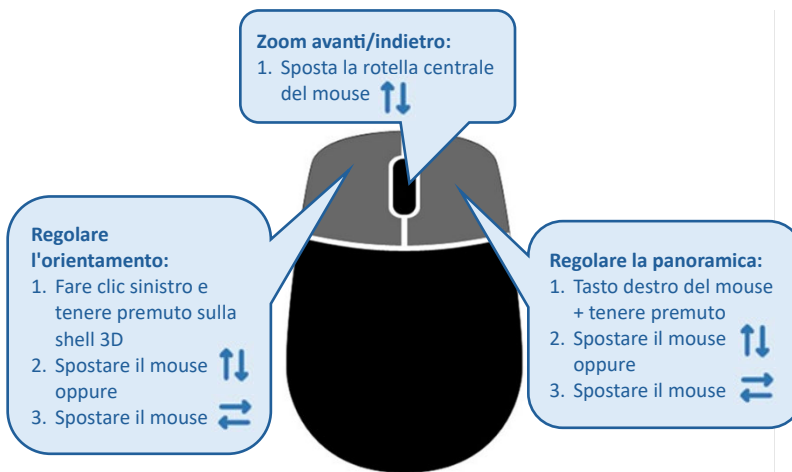 Zoom avanti/indietro:
1. Sposta la rotella centrale
del mouse
Regolare
l'orientamento:
1. Fare clic sinistro e
tenere premuto sulla
shell 3D
2. Spostare il mouse
oppure
3. Spostare il mouse
Regolare la panoramica:
1. Tasto destro del mouse
+ tenere premuto
2. Spostare il mouse
oppure
3. Spostare il mouse